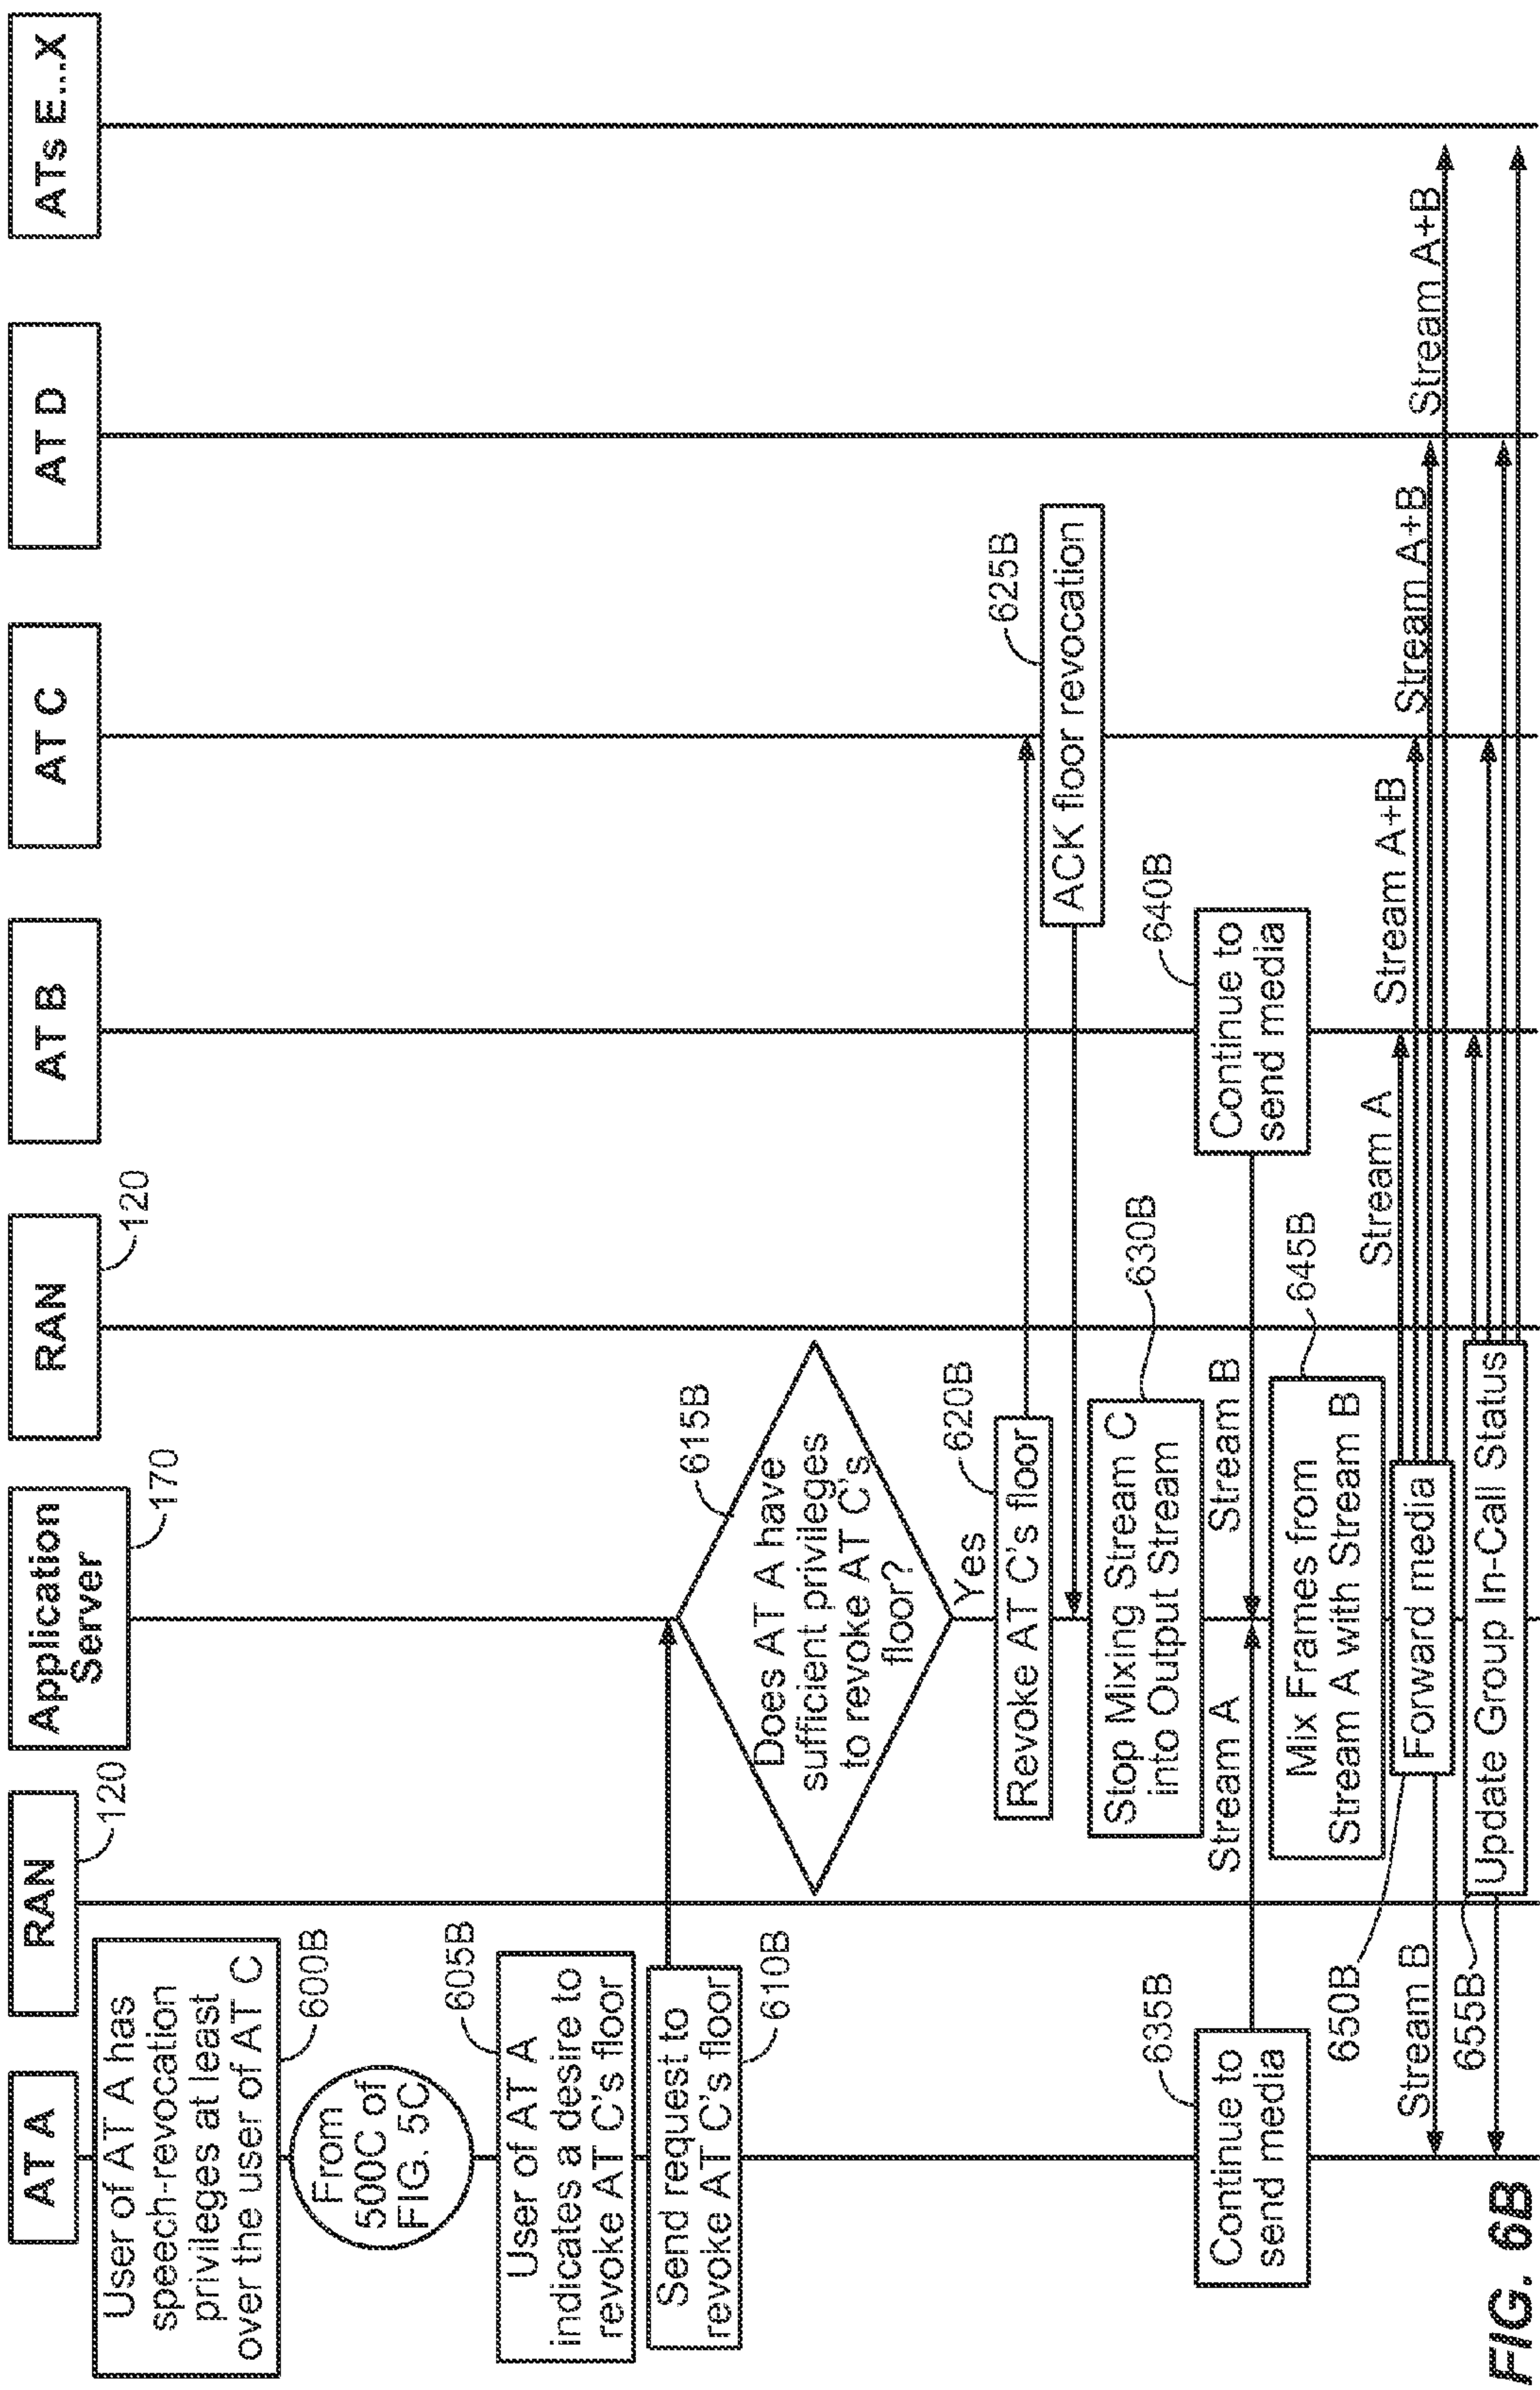 AT A
RAN
120
Application
Server
170
RAN
120
AT B
AT C
AT D
ATs E...X
User of AT A has
speech-revocation
privileges at least
over the user of AT C
600B
From
500C of
FIG. 5C
605B
User of AT A
indicates a desire to
revoke AT C's floor
Send request to
revoke AT C's floor
610B
615B
Does AT A have
sufficient privileges
to revoke AT C's
floor?
Yes
620B
Revoke AT C's floor
625B
ACK floor revocation
Stop Mixing Stream C
into Output Stream
630B
635B
Continue to
send media
Stream A
Stream B
640B
Continue to
send media
Mix Frames from
Stream A with Stream B
645B
650B
Forward media
Stream B
Stream A
Stream A+B
Stream A+B
Stream A+B
655B
Update Group In-Call Status
FIG. 6B